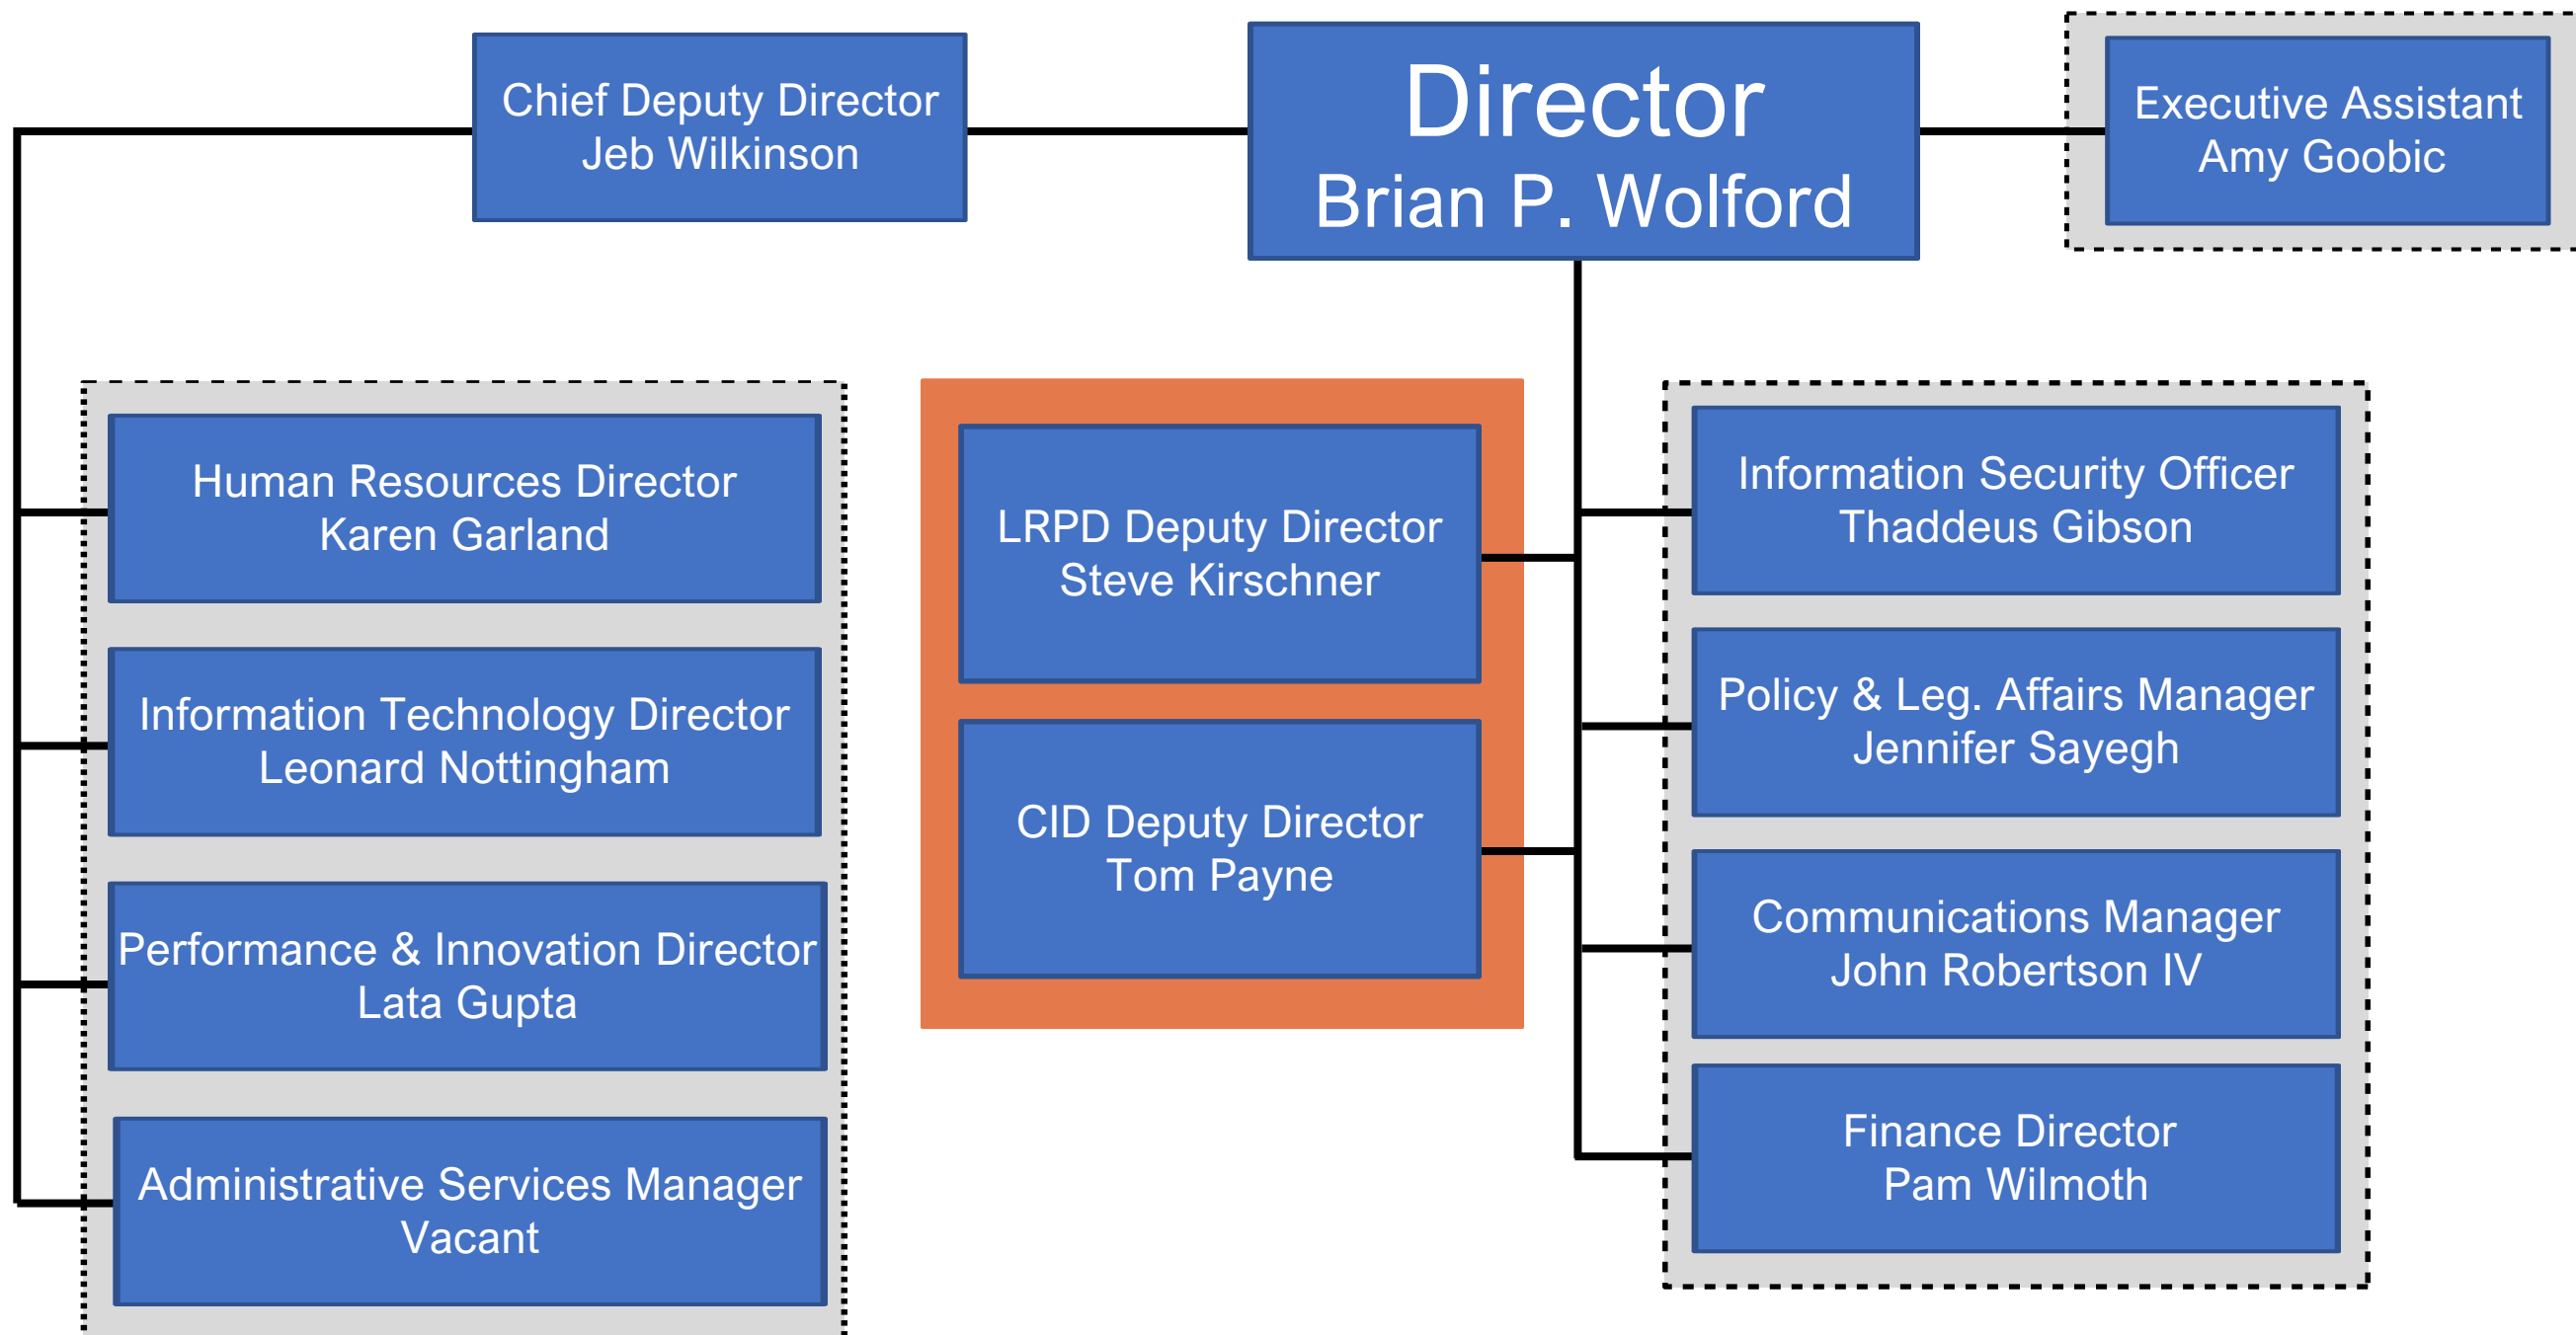 Chief Deputy Director
Jeb Wilkinson
Director
Brian P. Wolford
Executive Assistant
Amy Goobic
Human Resources Director
Karen Garland
Information Technology Director
Leonard Nottingham
Performance & Innovation Director
Lata Gupta
Administrative Services Manager
Vacant
LRPD Deputy Director
Steve Kirschner
CID Deputy Director
Tom Payne
Information Security Officer
Thaddeus Gibson
Policy & Leg. Affairs Manager
Jennifer Sayegh
Communications Manager
John Robertson IV
Finance Director
Pam Wilmoth